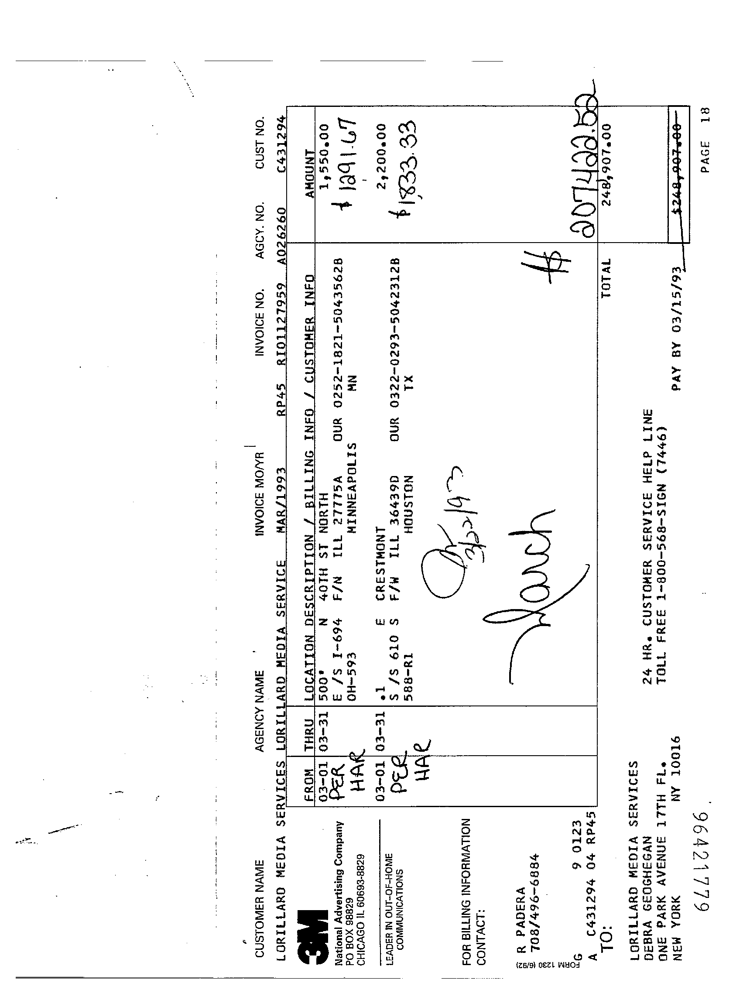 CUSTOMER NAME AGENCY NAME INVOICE MO/YR INVOICE NO. AGCY. NO. CUST NO.
LORILLARD MEDIA SERVICES LORILLARD MEDIA SERVICE MAR/1993 RP45 RI01127959 A026260 C431294
3M
National Advertising Company
PO BOX 98829
CHICAGO IL 60693-8829
LEADER IN OUT-OF-HOME
COMMUNICATIONS
FOR BILLING INFORMATION
CONTACT:
R PADERA
708/496-6884
FORM 1230 (6/92)
G 9 0123
A C431294 04 RP45
FROM THRU LOCATION DESCRIPTION / BILLING INFO / CUSTOMER INFO AMOUNT
03-01 03-31 500' N 40TH ST NORTH 1,550.00
PER E /S I-694 F/N ILL 27775A OUR 0252-1821-5043562B $ 1291.67
HAR OH-593 MINNEAPOLIS MN
03-01 03-31 .1 E CRESTMONT 2,200.00
PER S /S 610 S F/W ILL 36439D OUR 0322-0293-5042312B $1,833.33
HAR 588-R1 HOUSTON TX
3/22/93
March
$ 207422.52
TOTAL 248,907.00
TO:
LORILLARD MEDIA SERVICES
DEBRA GEOGHEGAN
ONE PARK AVENUE 17TH FL.
NEW YORK NY 10016
24 HR. CUSTOMER SERVICE HELP LINE
TOLL FREE 1-800-568-SIGN (7446)
PAY BY 03/15/93 $248,907.00
PAGE 18
96421779